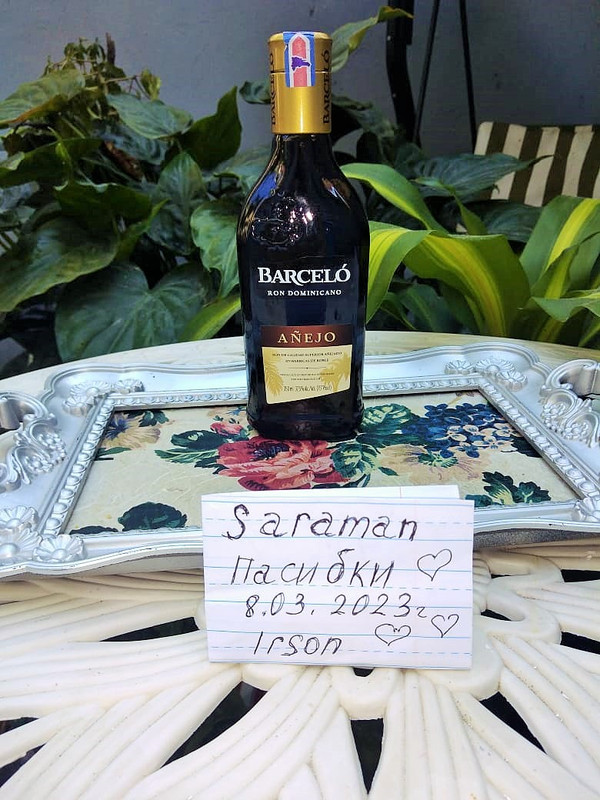 BARCELÓ
RON DOMINICANO
AÑEJO
Saraman
Пасибки
8.03.2023г
Irson